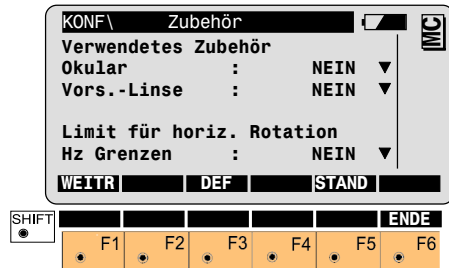 KONF\ Zubehör
MC
Verwendetes Zubehör
Okular : NEIN ▼
Vors.-Linse : NEIN ▼
Limit für horiz. Rotation
Hz Grenzen : NEIN ▼
WEITR DEF STAND
SHIFT ENDE
F1 F2 F3 F4 F5 F6